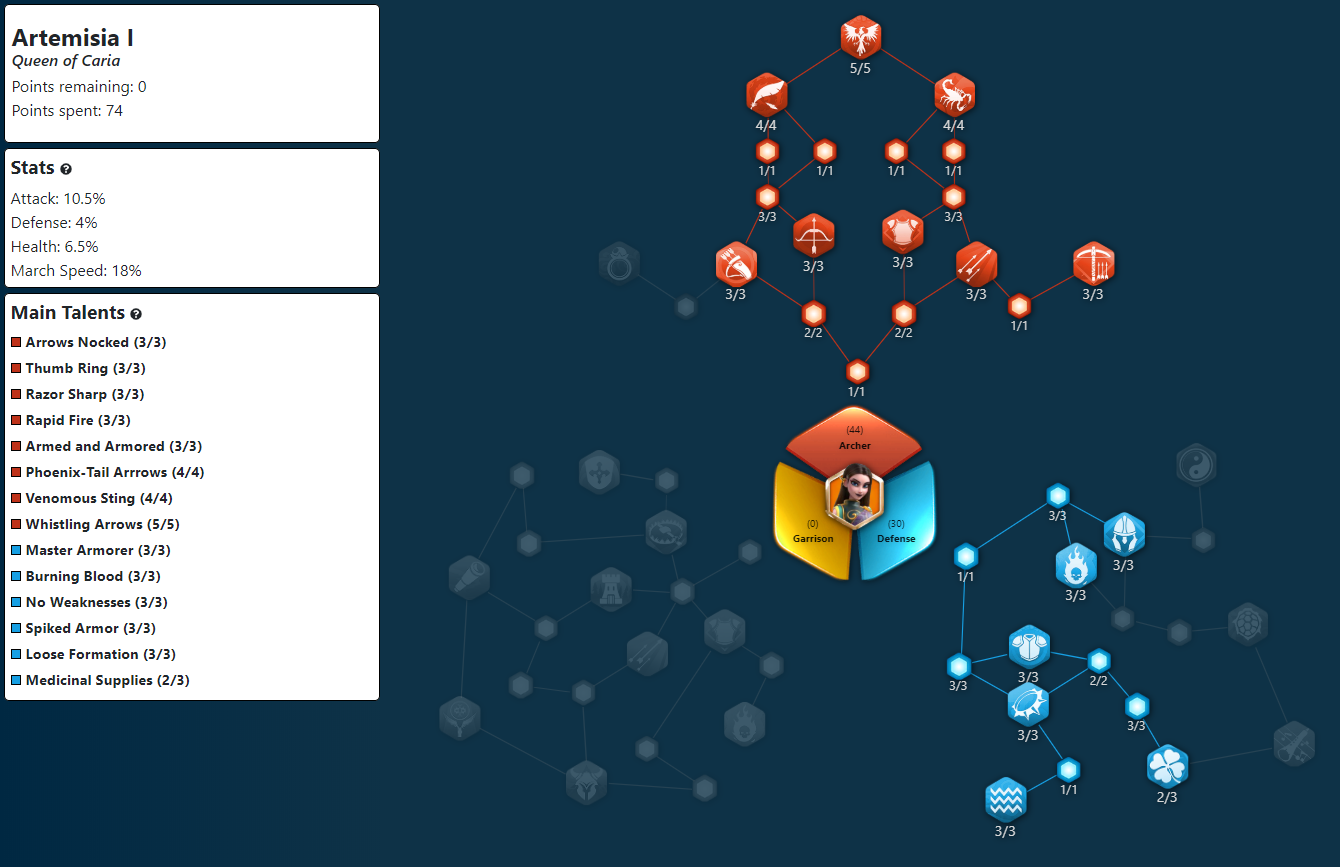 Artemisia I
Queen of Caria
Points remaining: 0
Points spent: 74
Stats
Attack: 10.5%
Defense: 4%
Health: 6.5%
March Speed: 18%
Main Talents
Arrows Nocked (3/3)
Thumb Ring (3/3)
Razor Sharp (3/3)
Rapid Fire (3/3)
Armed and Armored (3/3)
Phoenix-Tail Arrrows (4/4)
Venomous Sting (4/4)
Whistling Arrows (5/5)
Master Armorer (3/3)
Burning Blood (3/3)
No Weaknesses (3/3)
Spiked Armor (3/3)
Loose Formation (3/3)
Medicinal Supplies (2/3)
5/5
4/4 4/4
1/1 1/1 1/1 1/1
3/3 3/3
3/3 3/3
3/3 3/3 3/3
2/2 2/2 1/1
1/1
(44)
Archer
(0)
Garrison
(30)
Defense
3/3
3/3
1/1
3/3
3/3
3/3
2/2
3/3
3/3
1/1
2/3
3/3